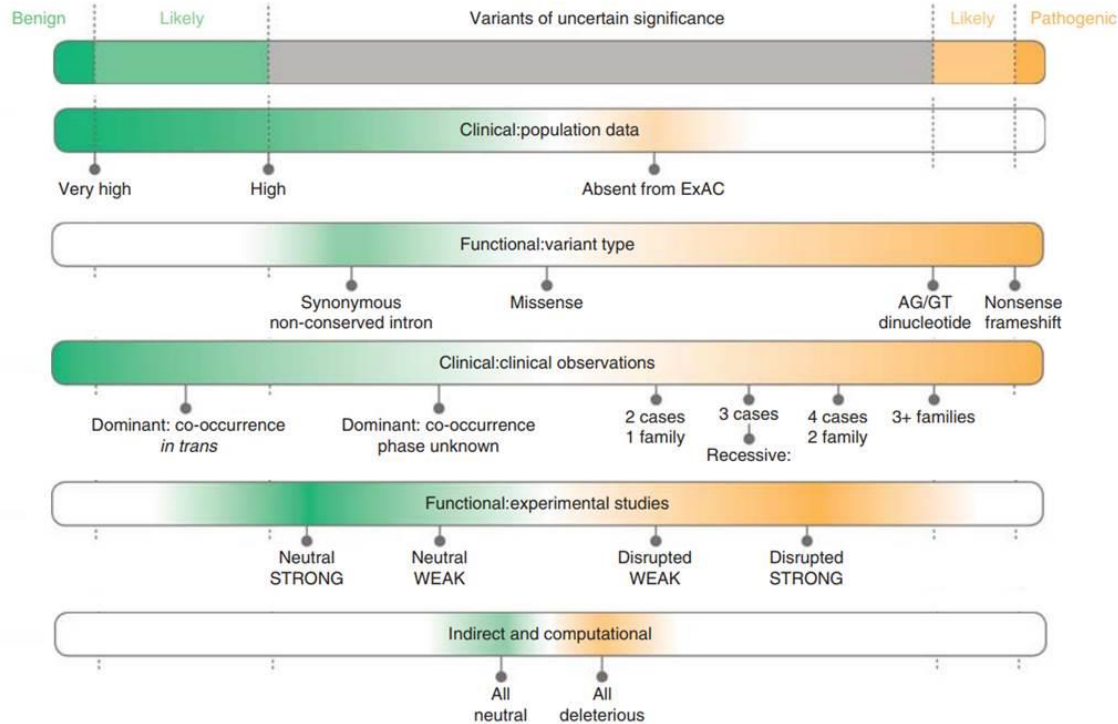 Benign
Likely
Variants of uncertain significance
Likely
Pathogenic
Clinical:population data
Very high
High
Absent from ExAC
Functional:variant type
Synonymous
non-conserved intron
Missense
AG/GT
dinucleotide
Nonsense
frameshift
Clinical:clinical observations
Dominant: co-occurrence
in trans
Dominant: co-occurrence
phase unknown
2 cases
1 family
3 cases
Recessive:
4 cases
2 family
3+ families
Functional:experimental studies
Neutral
STRONG
Neutral
WEAK
Disrupted
WEAK
Disrupted
STRONG
Indirect and computational
All
neutral
All
deleterious